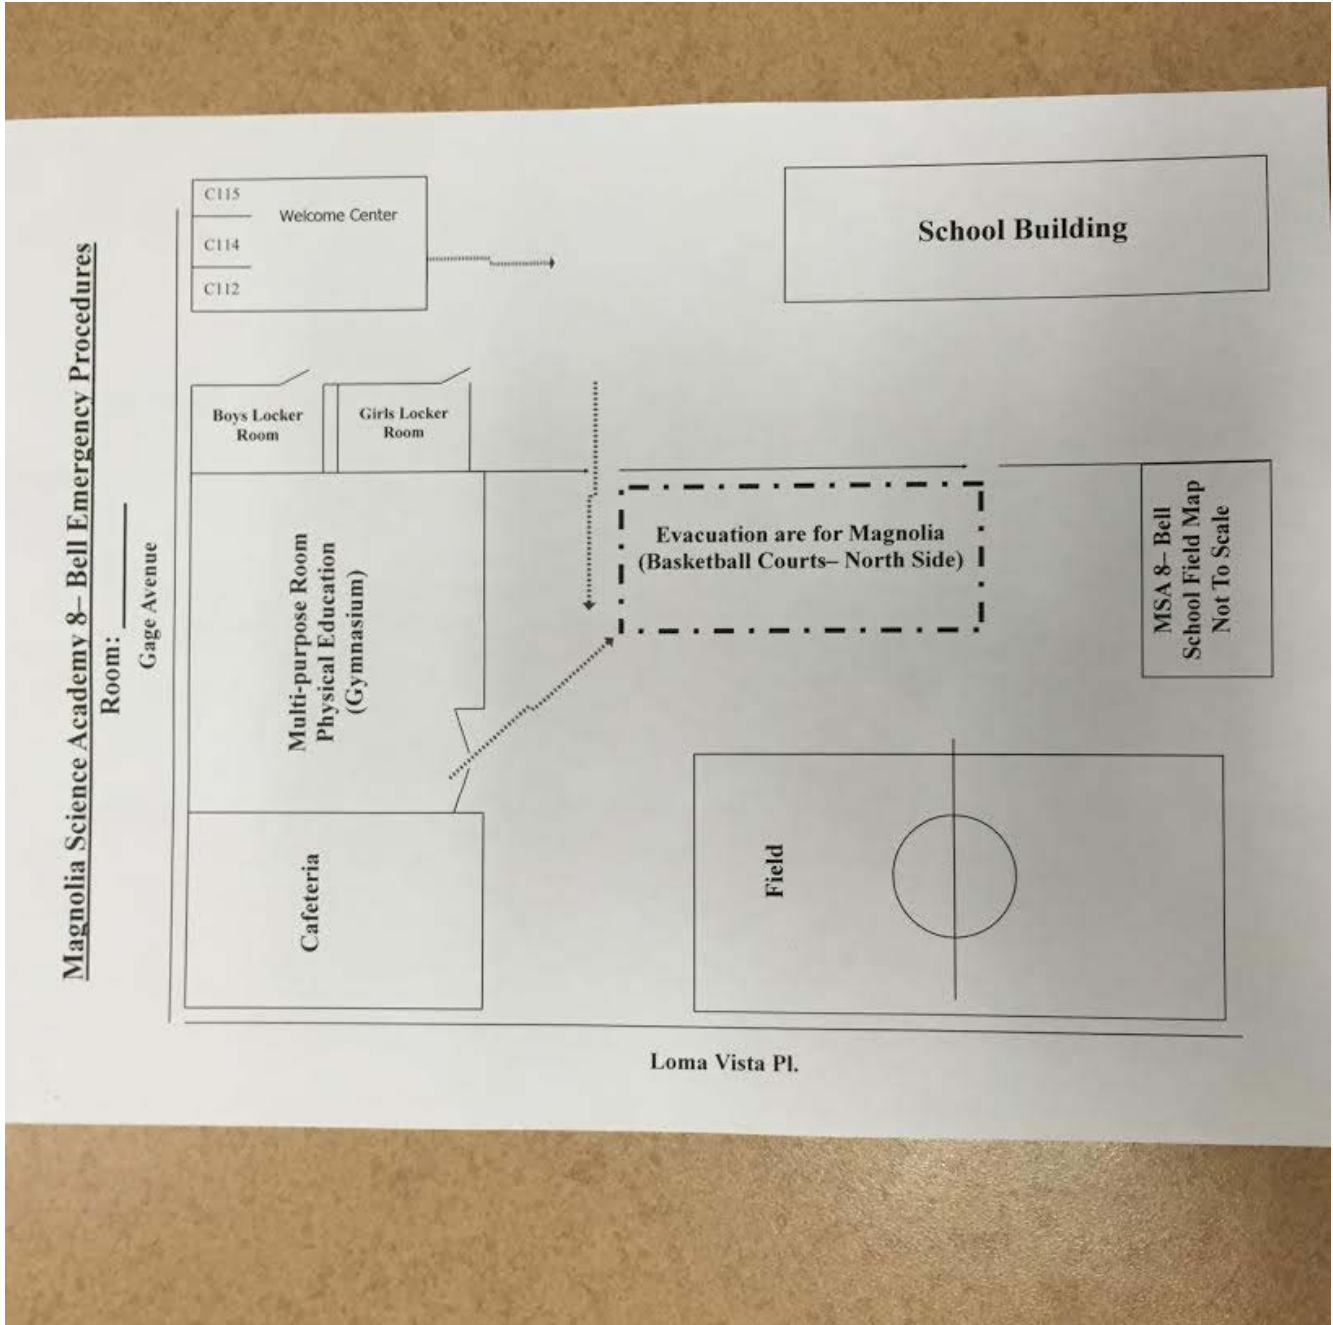 Magnolia Science Academy 8– Bell Emergency Procedures
Room:
Gage Avenue
C115
C114
C112
Welcome Center
School Building
Boys Locker
Room
Girls Locker
Room
Multi-purpose Room
Physical Education
(Gymnasium)
Evacuation are for Magnolia
(Basketball Courts– North Side)
MSA 8– Bell
School Field Map
Not To Scale
Cafeteria
Field
Loma Vista Pl.